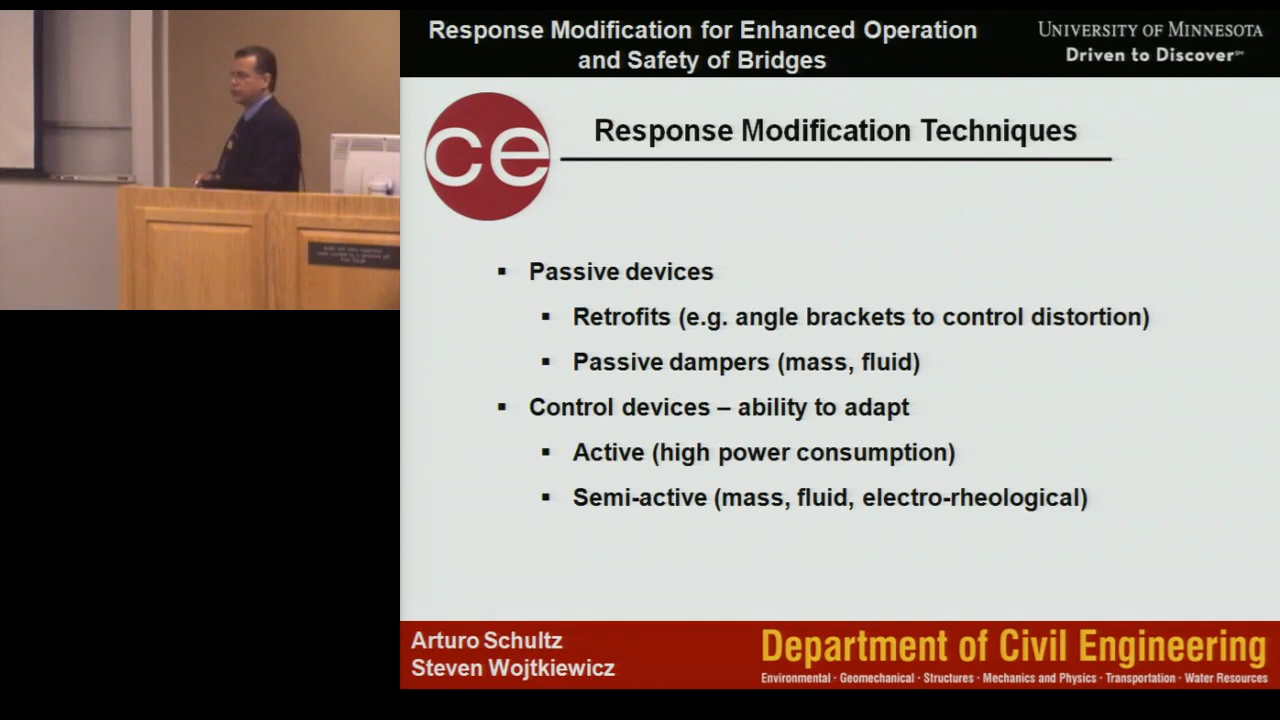 Response Modification for Enhanced Operation
and Safety of Bridges
UNIVERSITY OF MINNESOTA
Driven to Discover℠
ce
Response Modification Techniques
▪ Passive devices
▪ Retrofits (e.g. angle brackets to control distortion)
▪ Passive dampers (mass, fluid)
▪ Control devices – ability to adapt
▪ Active (high power consumption)
▪ Semi-active (mass, fluid, electro-rheological)
Arturo Schultz
Steven Wojtkiewicz
Department of Civil Engineering
Environmental · Geomechanical · Structures · Mechanics and Physics · Transportation · Water Resources